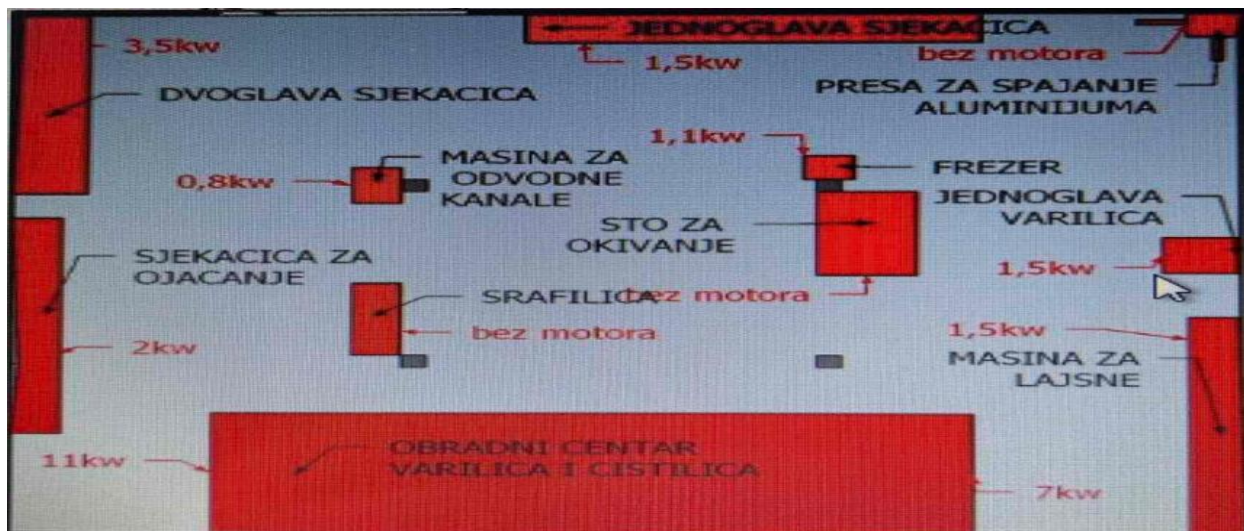 3,5kw
JEDNOGLAVA SJEKACICA
bez motora
1,5kw
DVOGLAVA SJEKACICA
PRESA ZA SPAJANJE
ALUMINIJUMA
1,1kw
MASINA ZA
ODVODNE
KANALE
FREZER
0,8kw
JEDNOGLAVA
VARILICA
STO ZA
OKIVANJE
SJEKACICA ZA
OJACANJE
1,5kw
SRAFILICA
bez motora
bez motora
1,5kw
2kw
MASINA ZA
LAJSNE
OBRADNI CENTAR
VARILICA I CISTILICA
11kw
7kw